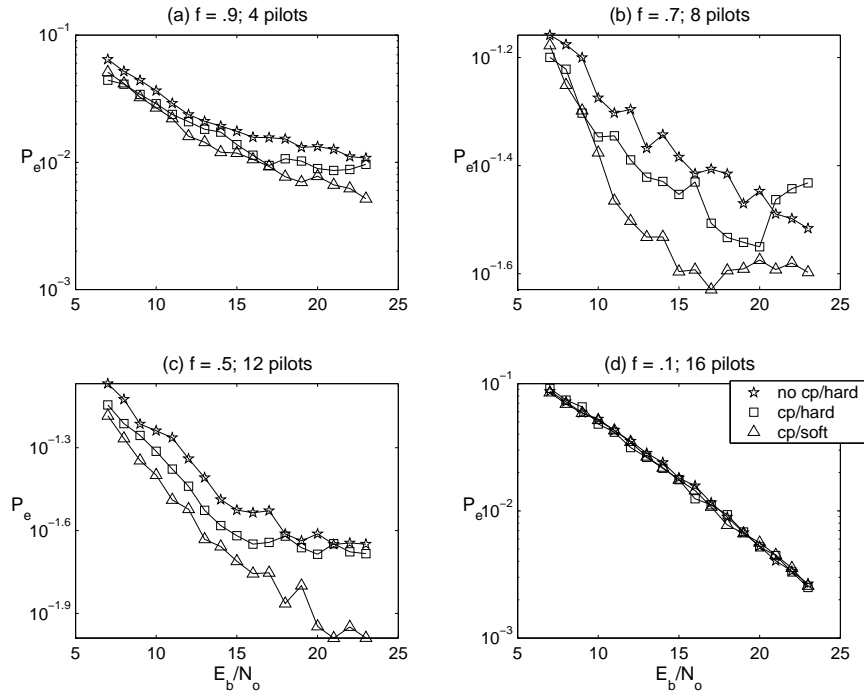 (a) f = .9; 4 pilots
10⁻¹
10⁻²
10⁻³
P_e
5 10 15 20 25
(b) f = .7; 8 pilots
10⁻¹·²
10⁻¹·⁴
10⁻¹·⁶
P_e
5 10 15 20 25
(c) f = .5; 12 pilots
10⁻¹·³
10⁻¹·⁶
10⁻¹·⁹
P_e
5 10 15 20 25
E_b/N_o
(d) f = .1; 16 pilots
10⁻¹
10⁻²
10⁻³
P_e
no cp/hard
cp/hard
cp/soft
5 10 15 20 25
E_b/N_o